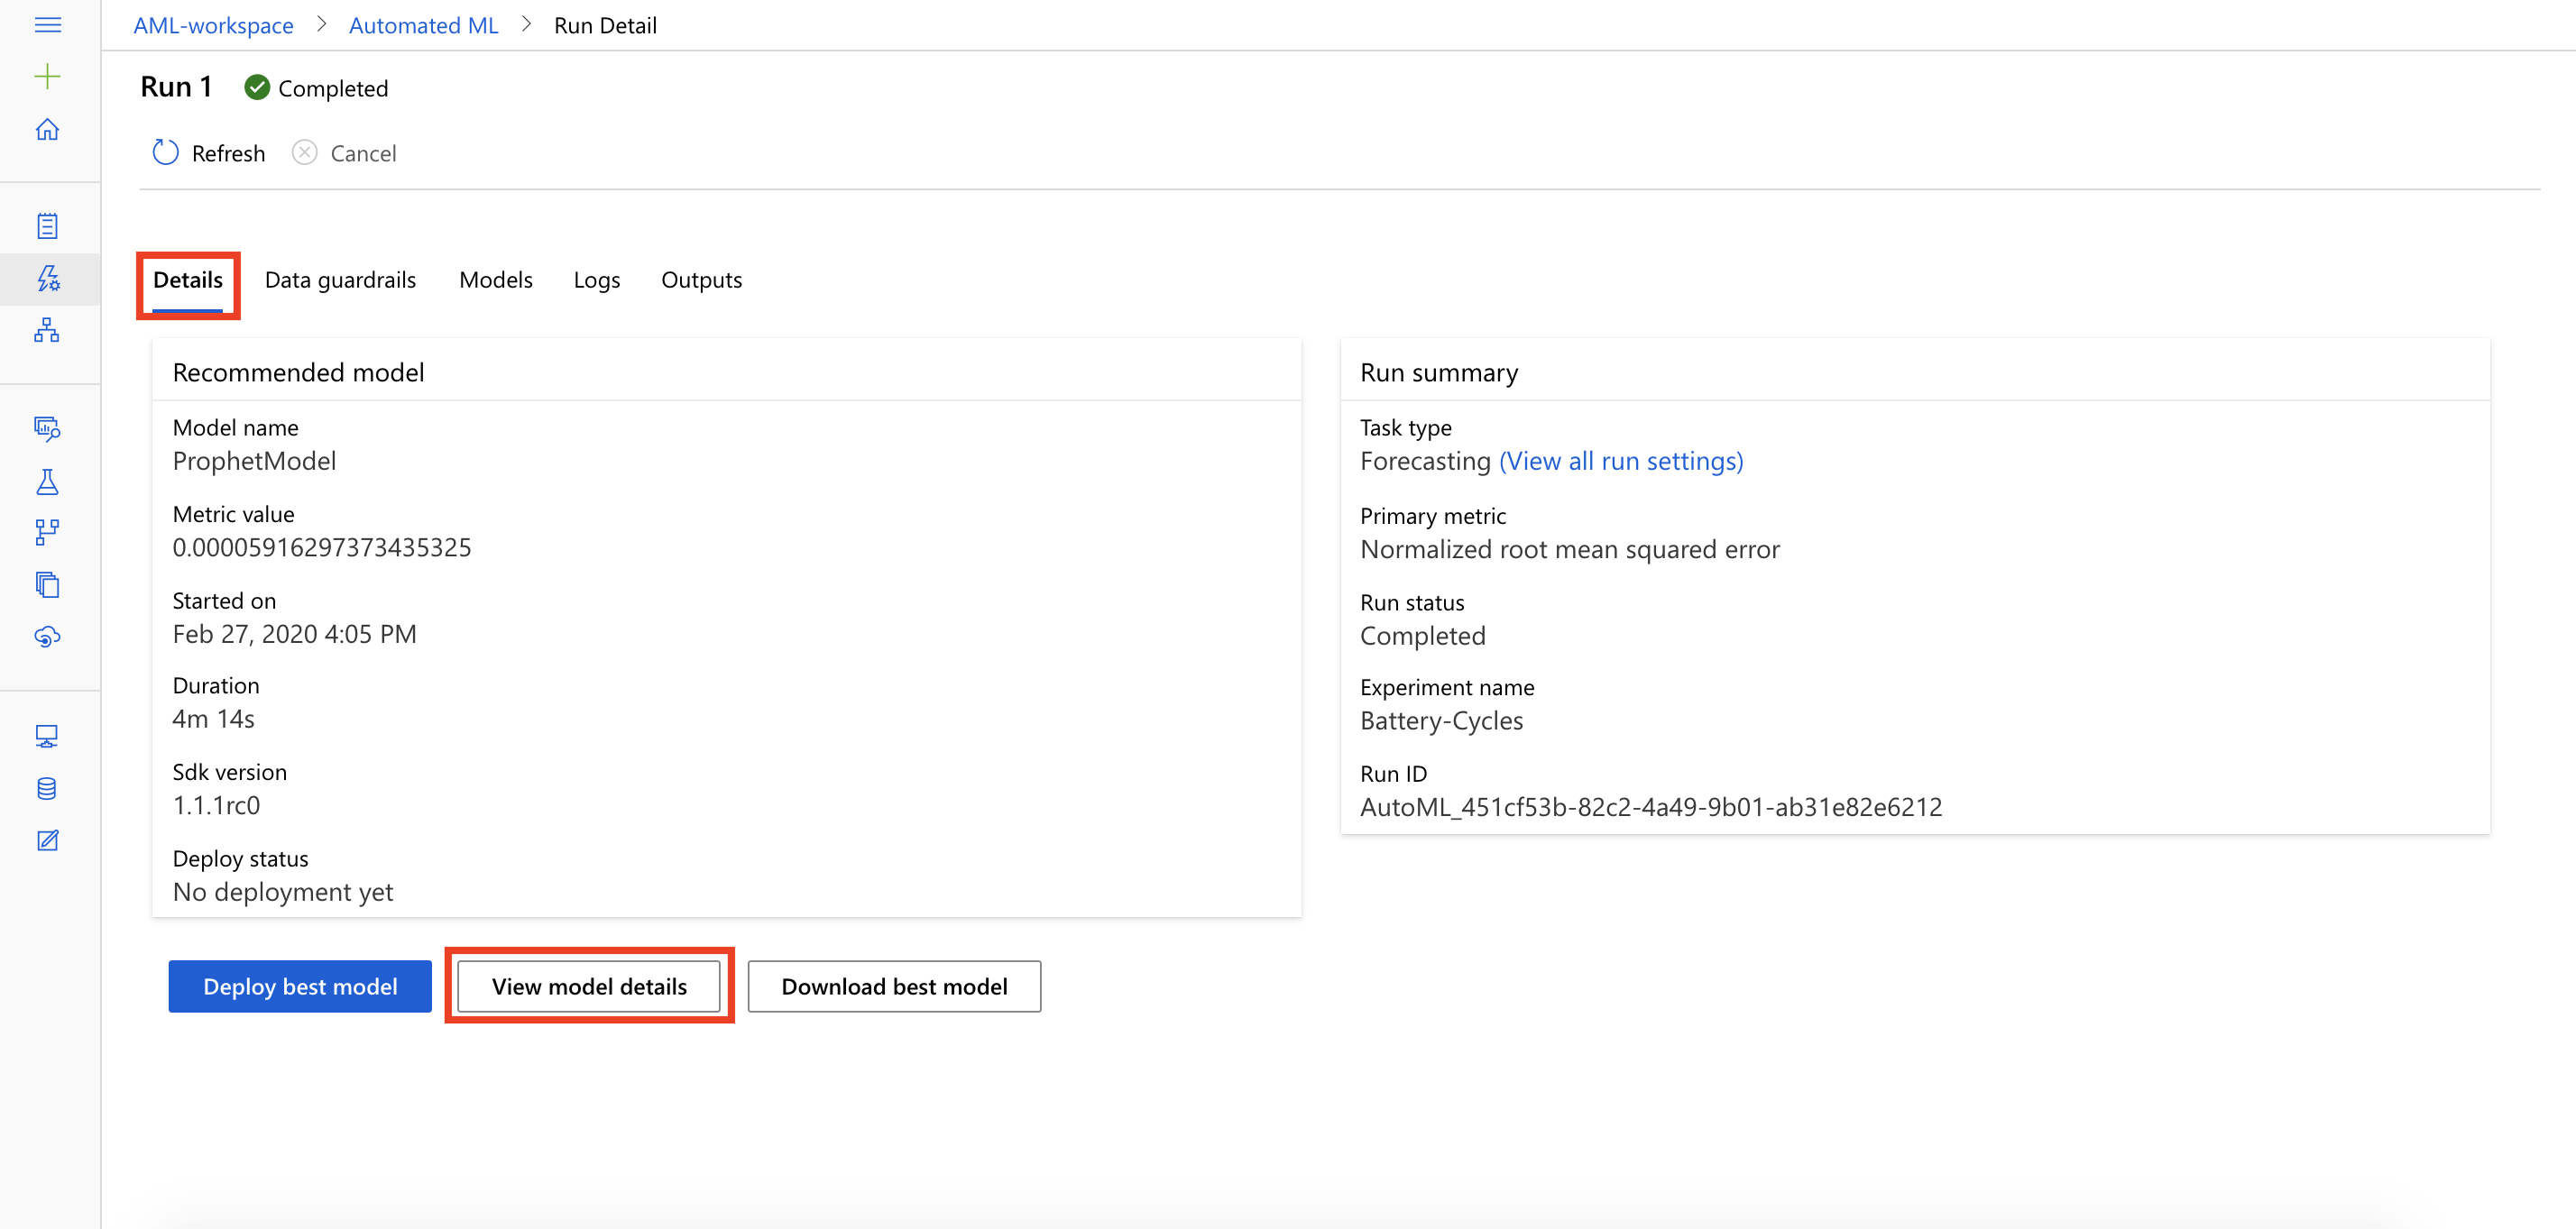 AML-workspace > Automated ML > Run Detail
Run 1 Completed
Refresh Cancel
Details Data guardrails Models Logs Outputs
Recommended model
Model name
ProphetModel
Metric value
0.00005916297373435325
Started on
Feb 27, 2020 4:05 PM
Duration
4m 14s
Sdk version
1.1.1rc0
Deploy status
No deployment yet
Run summary
Task type
Forecasting (View all run settings)
Primary metric
Normalized root mean squared error
Run status
Completed
Experiment name
Battery-Cycles
Run ID
AutoML_451cf53b-82c2-4a49-9b01-ab31e82e6212
Deploy best model View model details Download best model